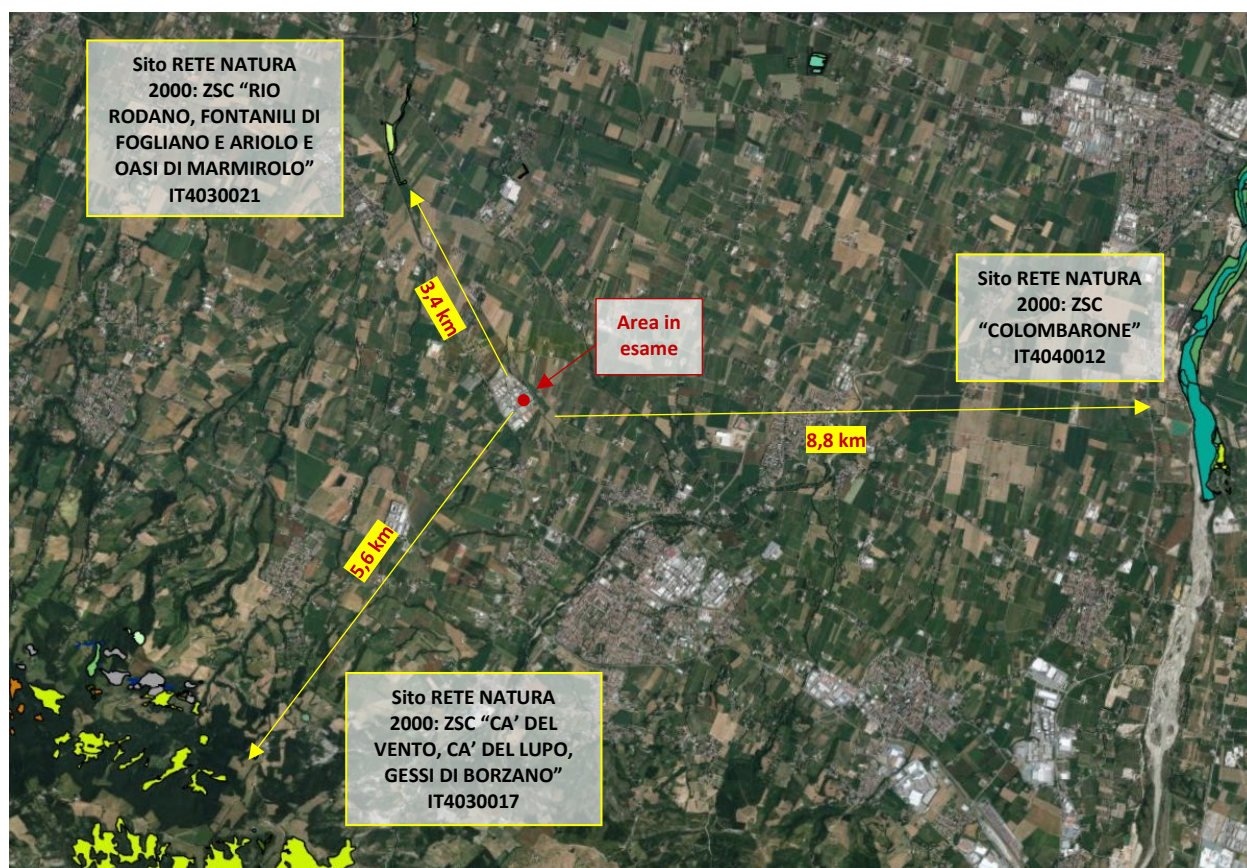 Sito RETE NATURA
2000: ZSC “RIO
RODANO, FONTANILI DI
FOGLIANO E ARIOLO E
OASI DI MARMIROLO”
IT4030021
3,4 km
Area in
esame
Sito RETE NATURA
2000: ZSC
“COLOMBARONE”
IT4040012
8,8 km
5,6 km
Sito RETE NATURA
2000: ZSC “CA’ DEL
VENTO, CA’ DEL LUPO,
GESSI DI BORZANO”
IT4030017